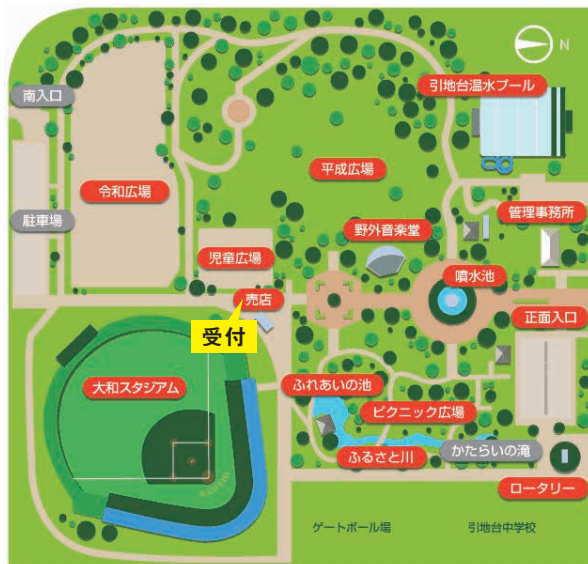 N
引地台温水プール
南入口
平成広場
令和広場
管理事務所
駐車場
野外音楽堂
児童広場
噴水池
売店
正面入口
受付
大和スタジアム
ふれあいの池
ピクニック広場
ふるさと川
かたらいの滝
ロータリー
ゲートボール場
引地台中学校